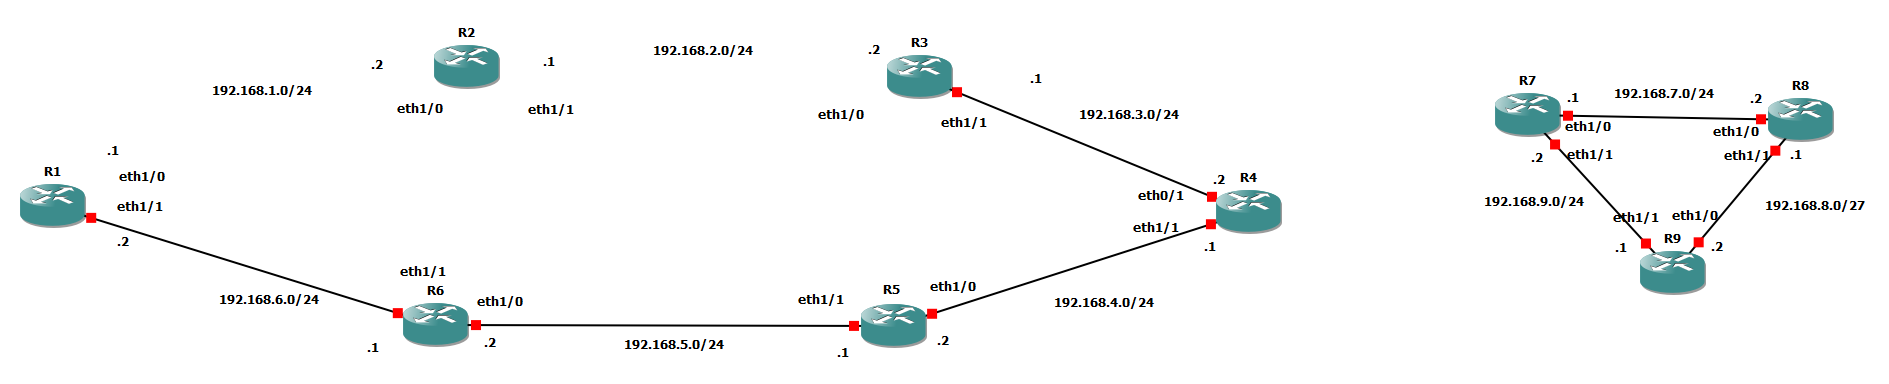 R2
.2
.1
192.168.2.0/24
.2
R3
.1
192.168.1.0/24
eth1/0
eth1/1
eth1/0
eth1/1
192.168.3.0/24
.1
R1
eth1/0
eth1/1
.2
.2
R4
eth0/1
eth1/1
.1
eth1/1
R6
eth1/0
192.168.6.0/24
.1
.2
192.168.5.0/24
eth1/1
R5
eth1/0
.1
.2
192.168.4.0/24
R7
.1
192.168.7.0/24
.2
R8
eth1/0
eth1/0
.2
eth1/1
eth1/1
.1
192.168.9.0/24
192.168.8.0/27
eth1/1
eth1/0
.1
R9
.2